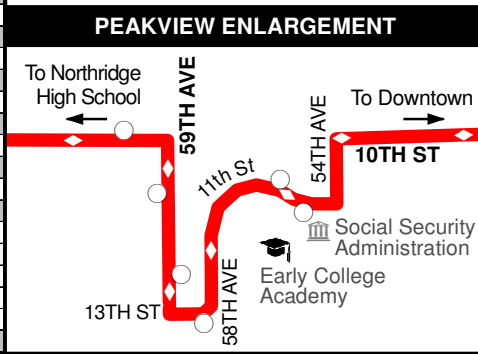 PEAKVIEW ENLARGEMENT
To Northridge
High School
59TH AVE
To Downtown
54TH AVE
10TH ST
11th St
Social Security
Administration
Early College
Academy
58TH AVE
13TH ST